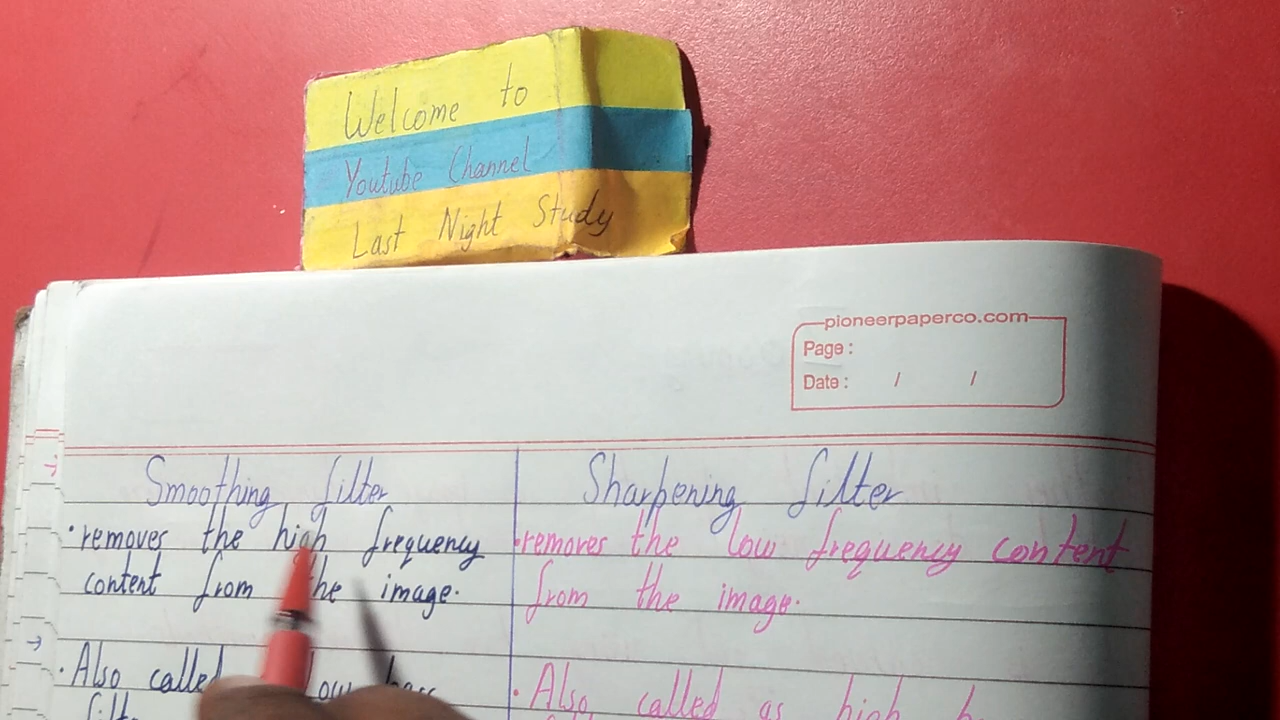 Welcome to
Youtube Channel
Last Night Study
pioneerpaperco.com
Page :
Date : / /
Smoothing filter
• removes the high frequency
content from the image.
• Also called low
Sharpening filter
• removes the low frequency content
from the image.
• Also called as high